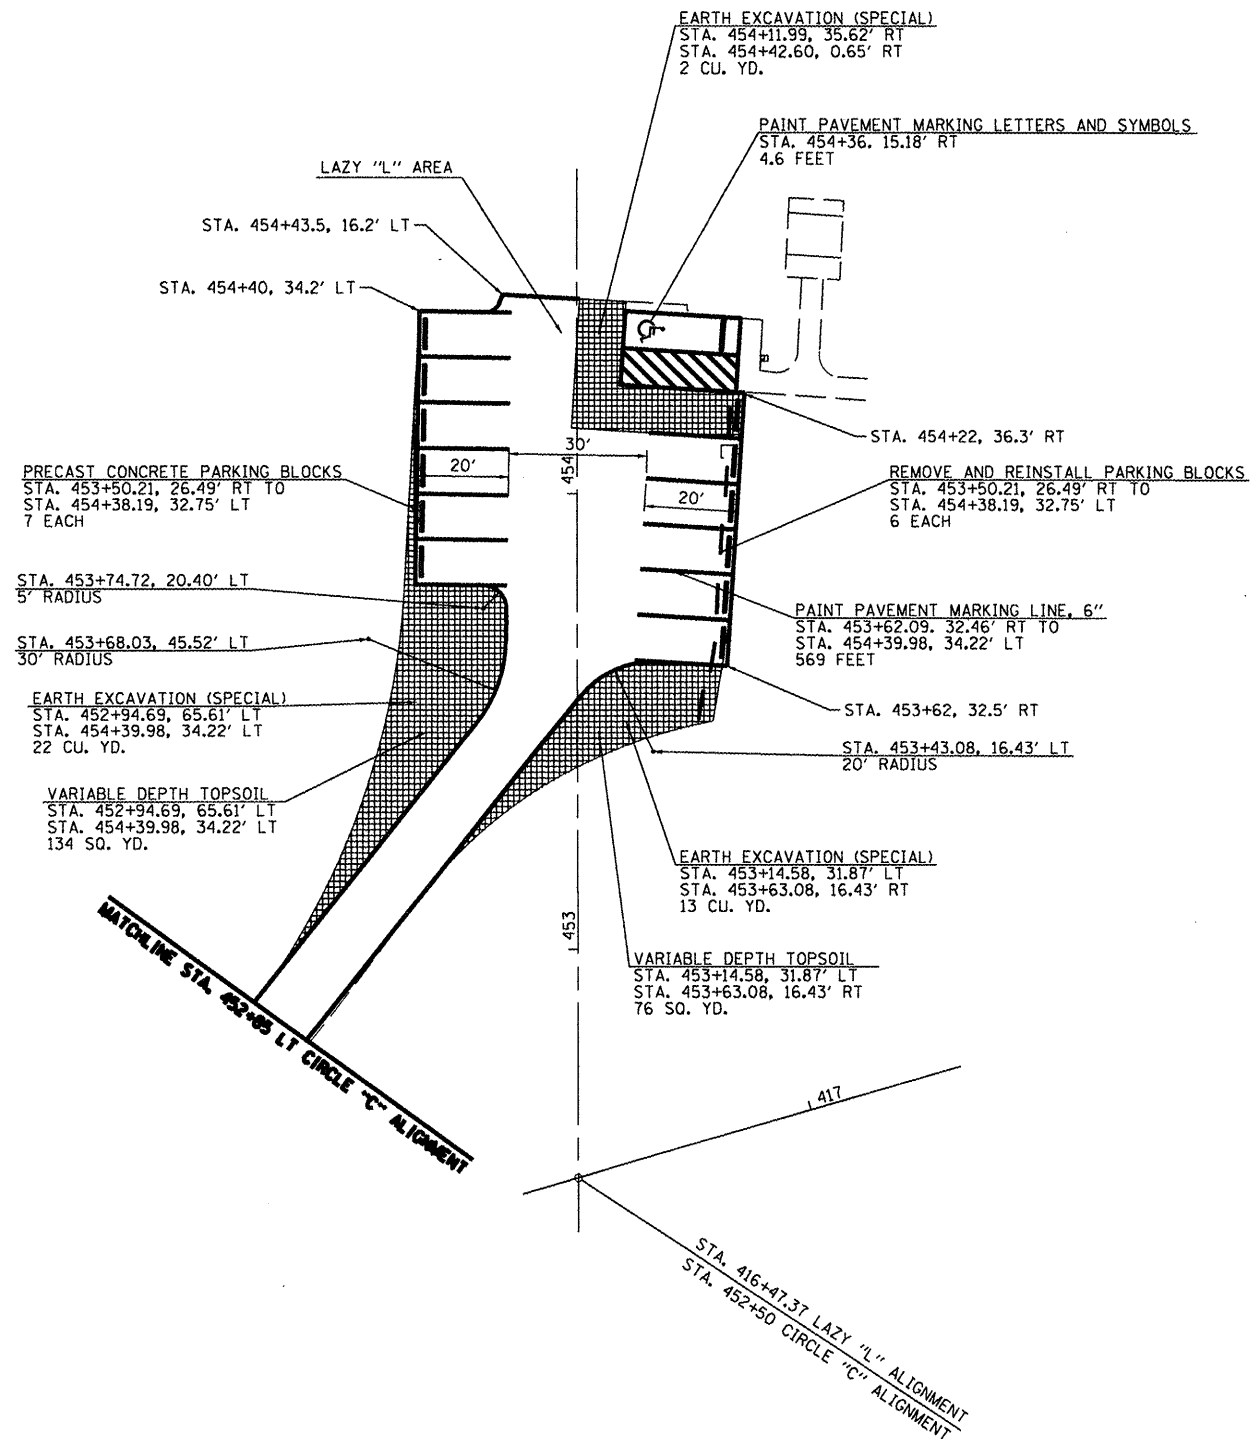 EARTH EXCAVATION (SPECIAL)
STA. 454+11.99, 35.62' RT
STA. 454+42.60, 0.65' RT
2 CU. YD.
PAINT PAVEMENT MARKING LETTERS AND SYMBOLS
STA. 454+36. 15.18' RT
4.6 FEET
LAZY "L" AREA
STA. 454+43.5, 16.2' LT
STA. 454+40, 34.2' LT
STA. 454+22, 36.3' RT
30'
454
20'
20'
PRECAST CONCRETE PARKING BLOCKS
STA. 453+50.21, 26.49' RT TO
STA. 454+38.19, 32.75' LT
7 EACH
REMOVE AND REINSTALL PARKING BLOCKS
STA. 453+50.21, 26.49' RT TO
STA. 454+38.19, 32.75' LT
6 EACH
STA. 453+74.72, 20.40' LT
5' RADIUS
PAINT PAVEMENT MARKING LINE, 6"
STA. 453+62.09. 32.46' RT TO
STA. 454+39.98, 34.22' LT
569 FEET
STA. 453+68.03, 45.52' LT
30' RADIUS
EARTH EXCAVATION (SPECIAL)
STA. 452+94.69, 65.61' LT
STA. 454+39.98, 34.22' LT
22 CU. YD.
STA. 453+62, 32.5' RT
STA. 453+43.08, 16.43' LT
20' RADIUS
VARIABLE DEPTH TOPSOIL
STA. 452+94.69, 65.61' LT
STA. 454+39.98, 34.22' LT
134 SQ. YD.
EARTH EXCAVATION (SPECIAL)
STA. 453+14.58, 31.87' LT
STA. 453+63.08, 16.43' RT
13 CU. YD.
453
VARIABLE DEPTH TOPSOIL
STA. 453+14.58, 31.87' LT
STA. 453+63.08, 16.43' RT
76 SQ. YD.
MATCHLINE STA. 452+85 LT CIRCLE "C" ALIGNMENT
417
STA. 416+47.37 LAZY "L" ALIGNMENT
STA. 452+50 CIRCLE "C" ALIGNMENT